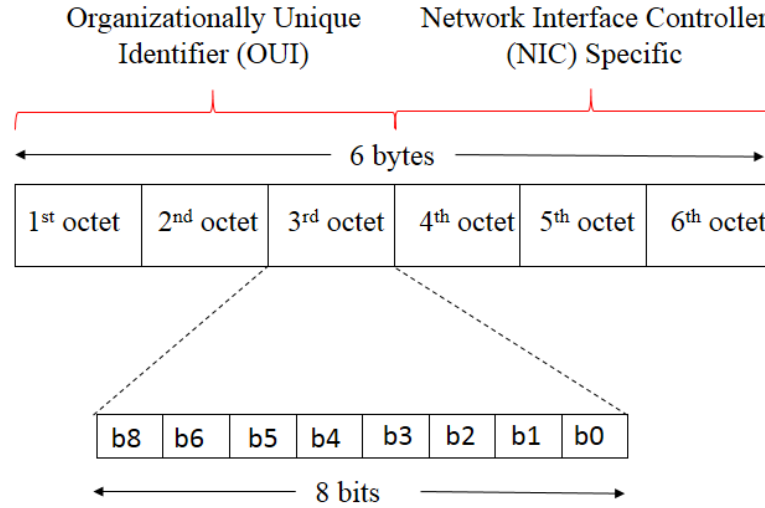 Organizationally Unique Network Interface Controller
Identifier (OUI) (NIC) Specific
6 bytes
1st octet 2nd octet 3rd octet 4th octet 5th octet 6th octet
b8 b6 b5 b4 b3 b2 b1 b0
8 bits